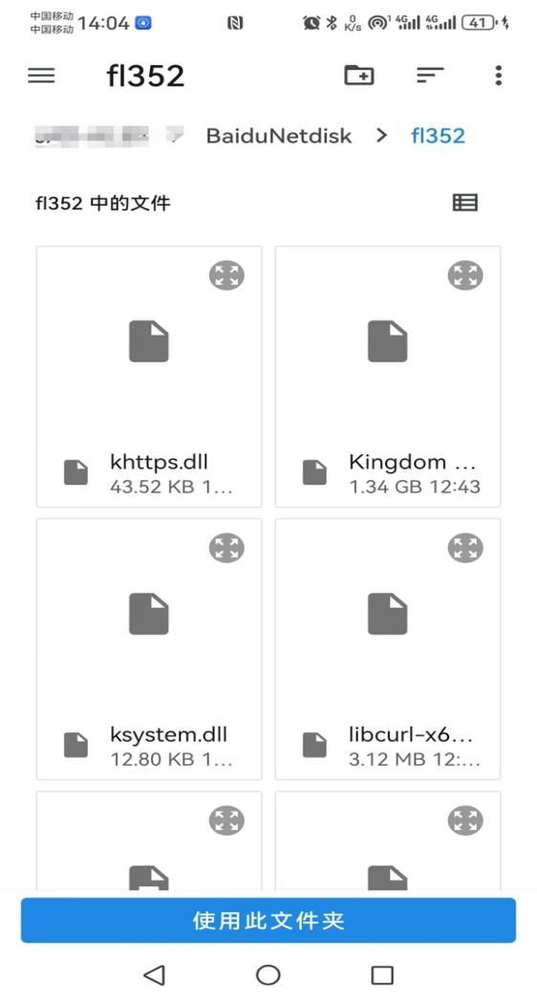 中国移动
中国移动
14:04
0
K/s
4G
4G
41
fl352
BaiduNetdisk > fl352
fl352 中的文件
khttps.dll
43.52 KB 1...
Kingdom ...
1.34 GB 12:43
ksystem.dll
12.80 KB 1...
libcurl-x6...
3.12 MB 12:...
使用此文件夹